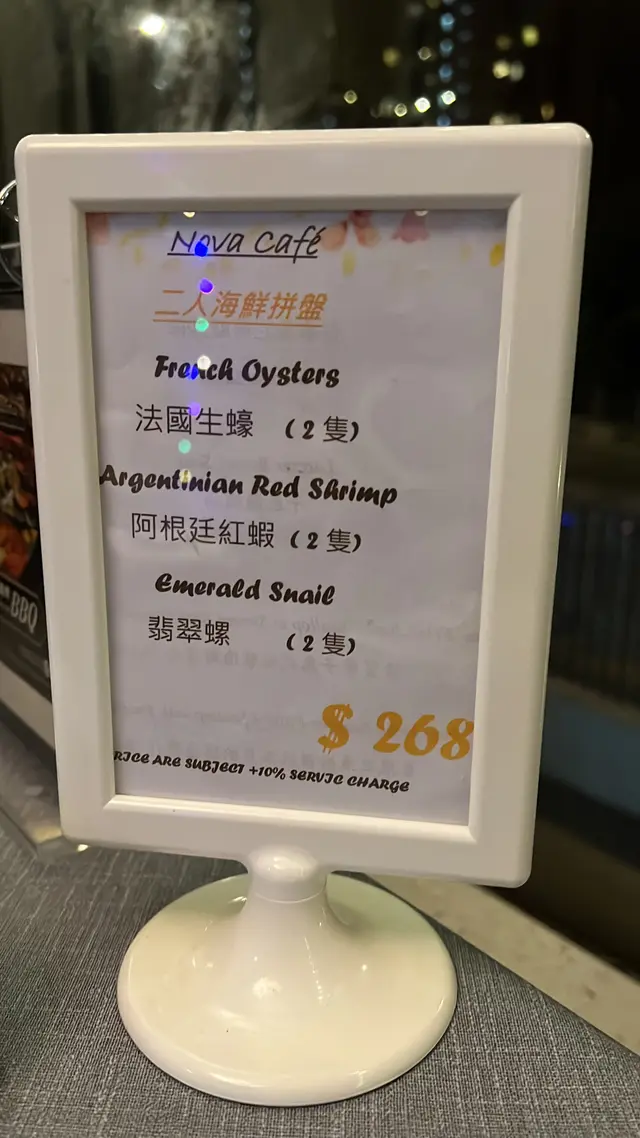 Nova Café
二人海鮮拼盤
French Oysters
法國生蠔 (2隻)
Argentinian Red Shrimp
阿根廷紅蝦 (2隻)
Emerald Snail
翡翠螺 (2隻)
$ 268
RICE ARE SUBJECT +10% SERVIC CHARGE
BBQ